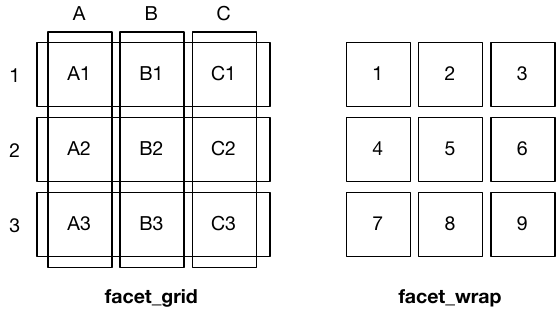 A B C
1 A1 B1 C1 1 2 3
2 A2 B2 C2 4 5 6
3 A3 B3 C3 7 8 9
facet_grid facet_wrap